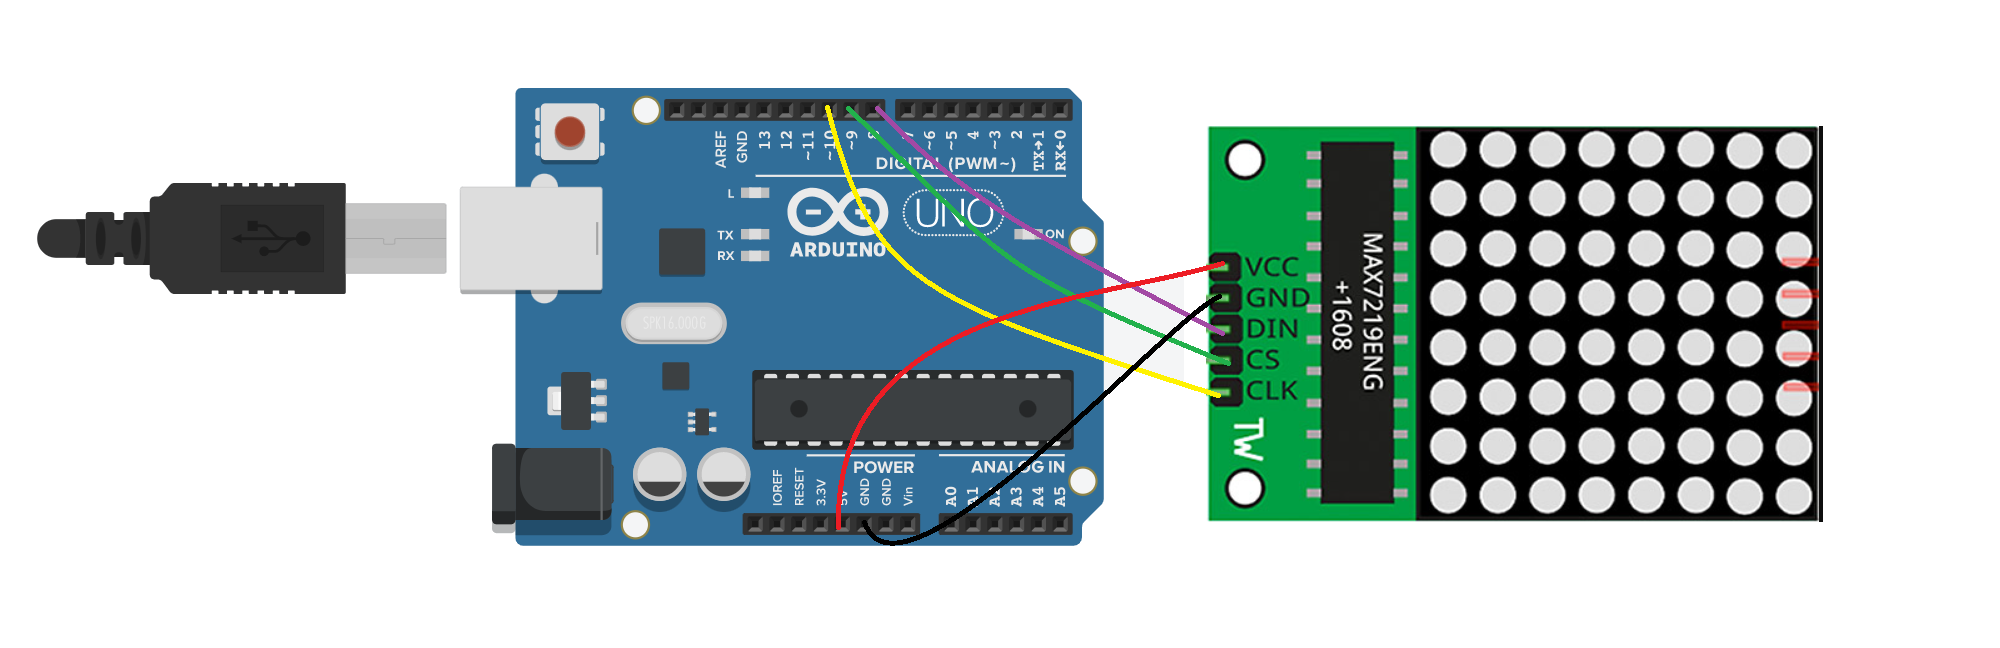 AREF
GND
13
12
~11
~10
~9
8
7
~6
~5
4
~3
2
TX→1
RX←0
DIGITAL (PWM~)
L
TX
RX
UNO
ARDUINO
ON
SPK16.000G
IOREF
RESET
3.3V
5V
GND
GND
Vin
POWER
ANALOG IN
A0
A1
A2
A3
A4
A5
VCC
GND
DIN
CS
CLK
TW
MAX7219ENG
+1608